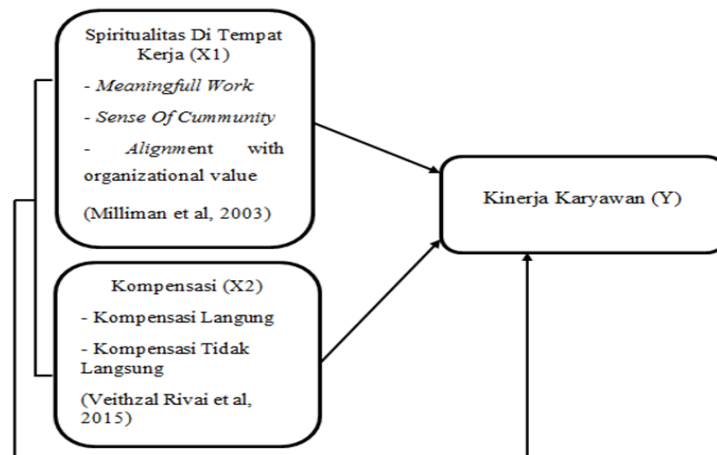 Spiritualitas Di Tempat
Kerja (X1)
- Meaningfull Work
- Sense Of Cummunity
- Alignment with
organizational value
(Milliman et al, 2003)
Kinerja Karyawan (Y)
Kompensasi (X2)
- Kompensasi Langung
- Kompensasi Tidak
Langsung
(Veithzal Rivai et al,
2015)